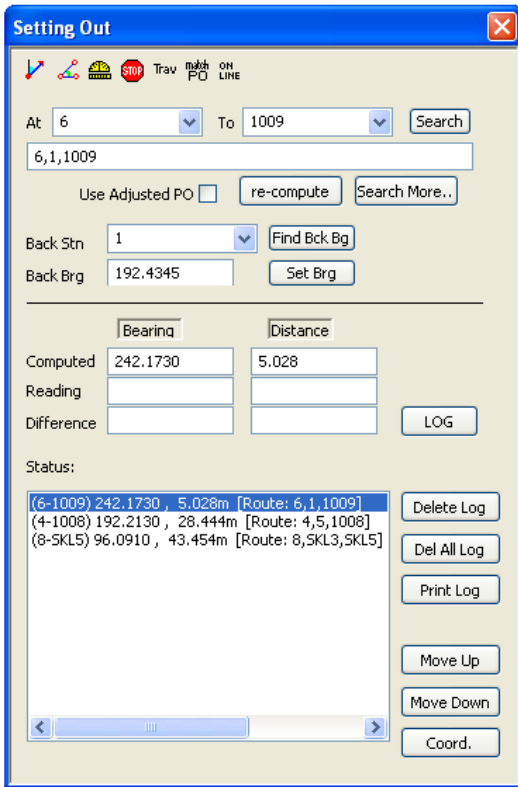 Setting Out
STOP Trav match PO ON LINE
At 6 To 1009 Search
6,1,1009
Use Adjusted PO re-compute Search More..
Back Stn 1 Find Bck Bg
Back Brg 192.4345 Set Brg
Bearing Distance
Computed 242.1730 5.028
Reading
Difference LOG
Status:
(6-1009) 242.1730 , 5.028m [Route: 6,1,1009]
(4-1008) 192.2130 , 28.444m [Route: 4,5,1008]
(8-SKL5) 96.0910 , 43.454m [Route: 8,SKL3,SKL5]
Delete Log
Del All Log
Print Log
Move Up
Move Down
Coord.